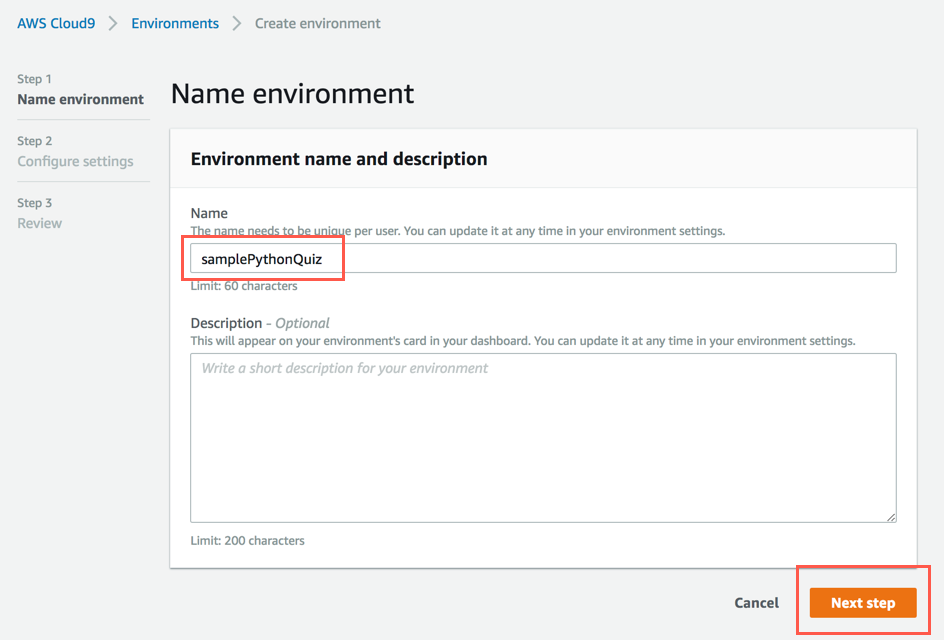 AWS Cloud9 > Environments > Create environment
Step 1
Name environment
Step 2
Configure settings
Step 3
Review
Name environment
Environment name and description
Name
The name needs to be unique per user. You can update it at any time in your environment settings.
samplePythonQuiz
Limit: 60 characters
Description - Optional
This will appear on your environment's card in your dashboard. You can update it at any time in your environment settings.
Write a short description for your environment
Limit: 200 characters
Cancel
Next step